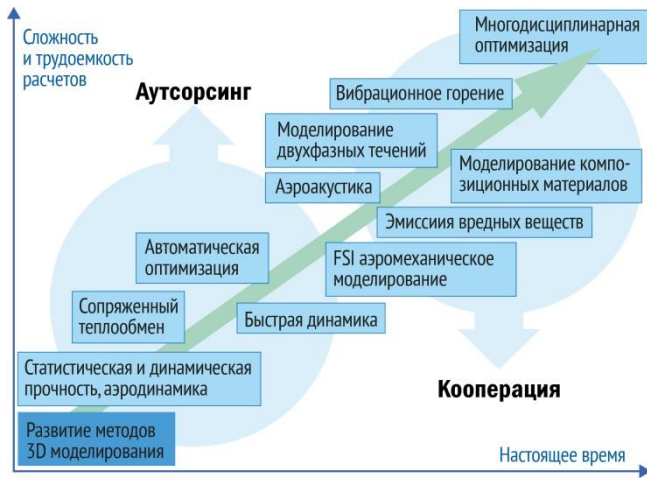 Сложность
и трудоемкость
расчетов
Многодисциплинарная
оптимизация
Аутсорсинг
Вибрационное горение
Моделирование
двухфазных течений
Моделирование компо-
зиционных материалов
Аэроакустика
Эмиссиия вредных веществ
Автоматическая
оптимизация
FSI аэромеханическое
моделирование
Сопряженный
теплообмен
Быстрая динамика
Статистическая и динамическая
прочность, аэродинамика
Кооперация
Развитие методов
3D моделирования
Настоящее время